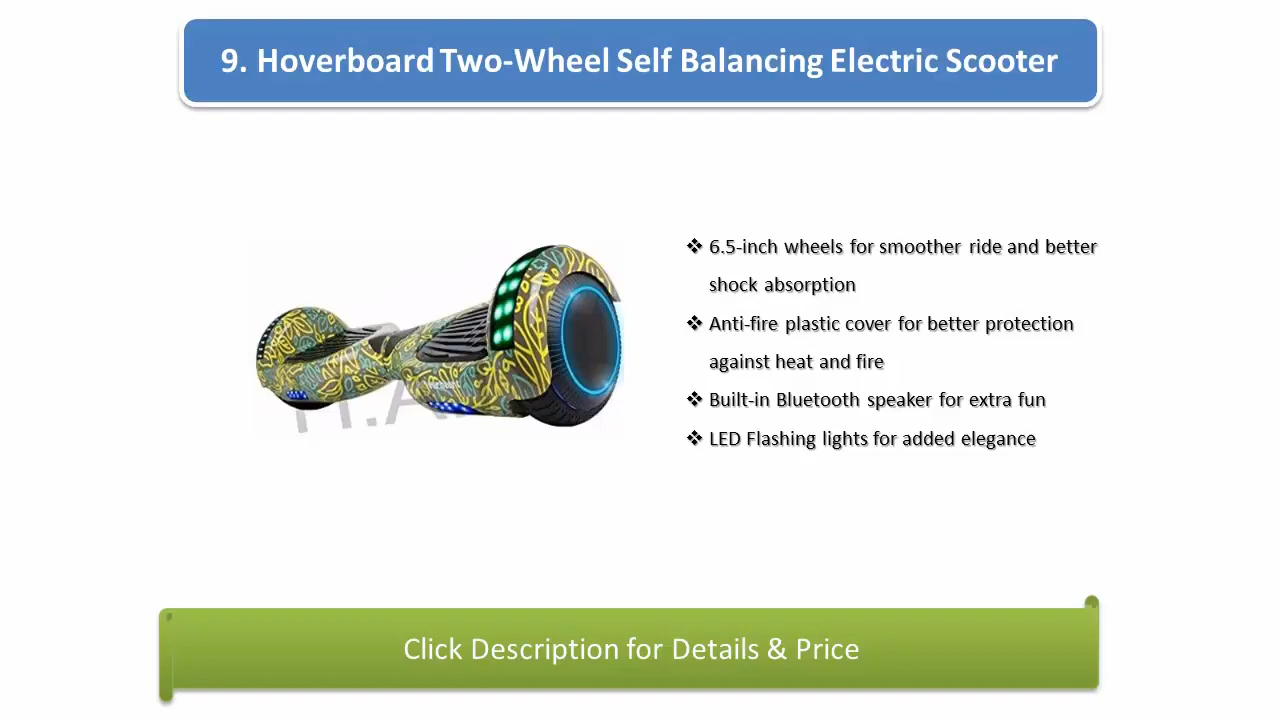 9. Hoverboard Two-Wheel Self Balancing Electric Scooter
❖ 6.5-inch wheels for smoother ride and better
shock absorption
❖ Anti-fire plastic cover for better protection
against heat and fire
❖ Built-in Bluetooth speaker for extra fun
❖ LED Flashing lights for added elegance
Click Description for Details & Price